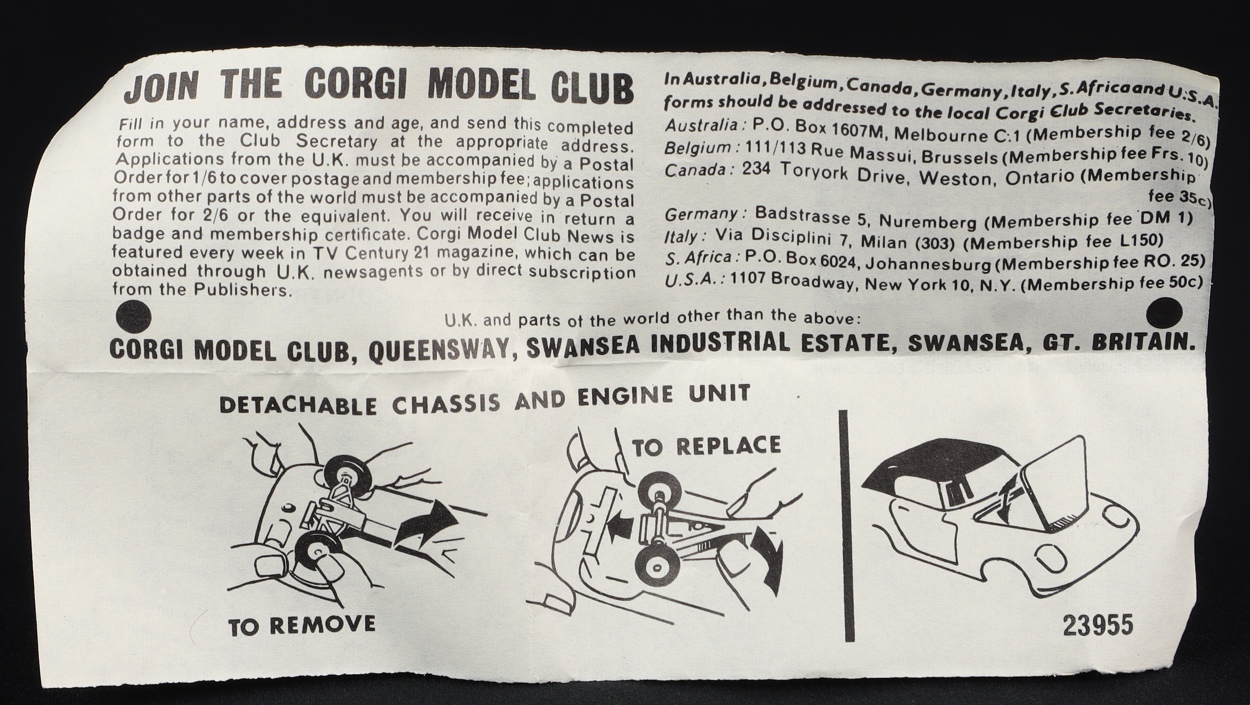 JOIN THE CORGI MODEL CLUB
Fill in your name, address and age, and send this completed
form to the Club Secretary at the appropriate address.
Applications from the U.K. must be accompanied by a Postal
Order for 1/6 to cover postage and membership fee; applications
from other parts of the world must be accompanied by a Postal
Order for 2/6 or the equivalent. You will receive in return a
badge and membership certificate. Corgi Model Club News is
featured every week in TV Century 21 magazine, which can be
obtained through U.K. newsagents or by direct subscription
from the Publishers.
In Australia, Belgium, Canada, Germany, Italy, S. Africa and U.S.A.
forms should be addressed to the local Corgi Club Secretaries.
Australia: P.O. Box 1607M, Melbourne C:1 (Membership fee 2/6)
Belgium: 111/113 Rue Massui, Brussels (Membership fee Frs. 10)
Canada: 234 Toryork Drive, Weston, Ontario (Membership
fee 35c)
Germany: Badstrasse 5, Nuremberg (Membership fee DM 1)
Italy: Via Disciplini 7, Milan (303) (Membership fee L150)
S. Africa: P.O. Box 6024, Johannesburg (Membership fee RO. 25)
U.S.A.: 1107 Broadway, New York 10, N.Y. (Membership fee 50c)
U.K. and parts of the world other than the above:
CORGI MODEL CLUB, QUEENSWAY, SWANSEA INDUSTRIAL ESTATE, SWANSEA, GT. BRITAIN.
DETACHABLE CHASSIS AND ENGINE UNIT
TO REPLACE
TO REMOVE
23955